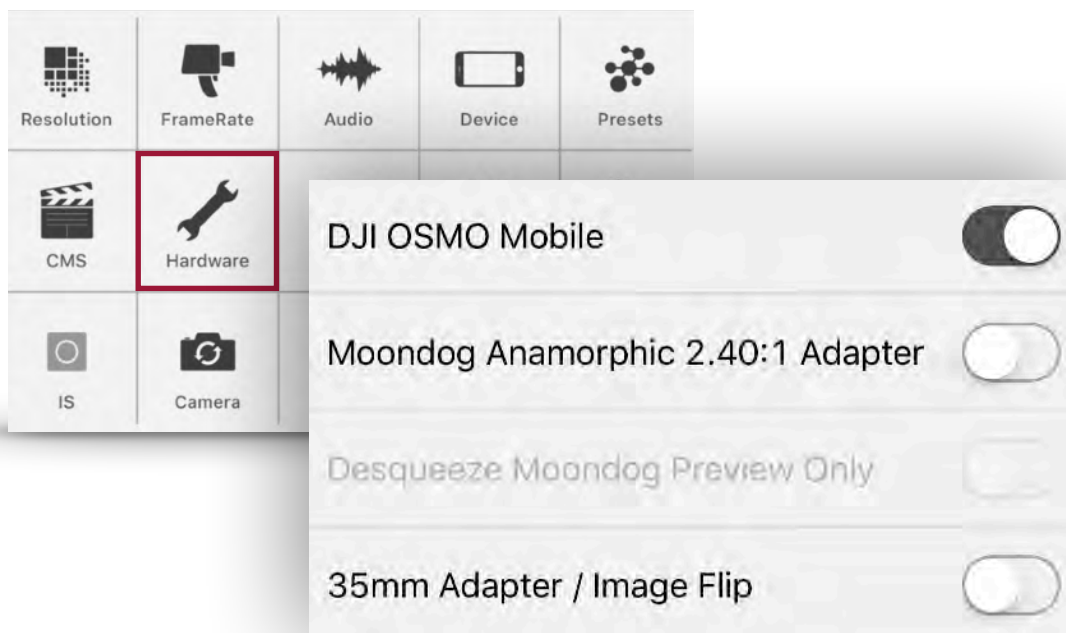 Resolution
FrameRate
Audio
Device
Presets
CMS
Hardware
IS
Camera
DJI OSMO Mobile
Moondog Anamorphic 2.40:1 Adapter
Desqueeze Moondog Preview Only
35mm Adapter / Image Flip